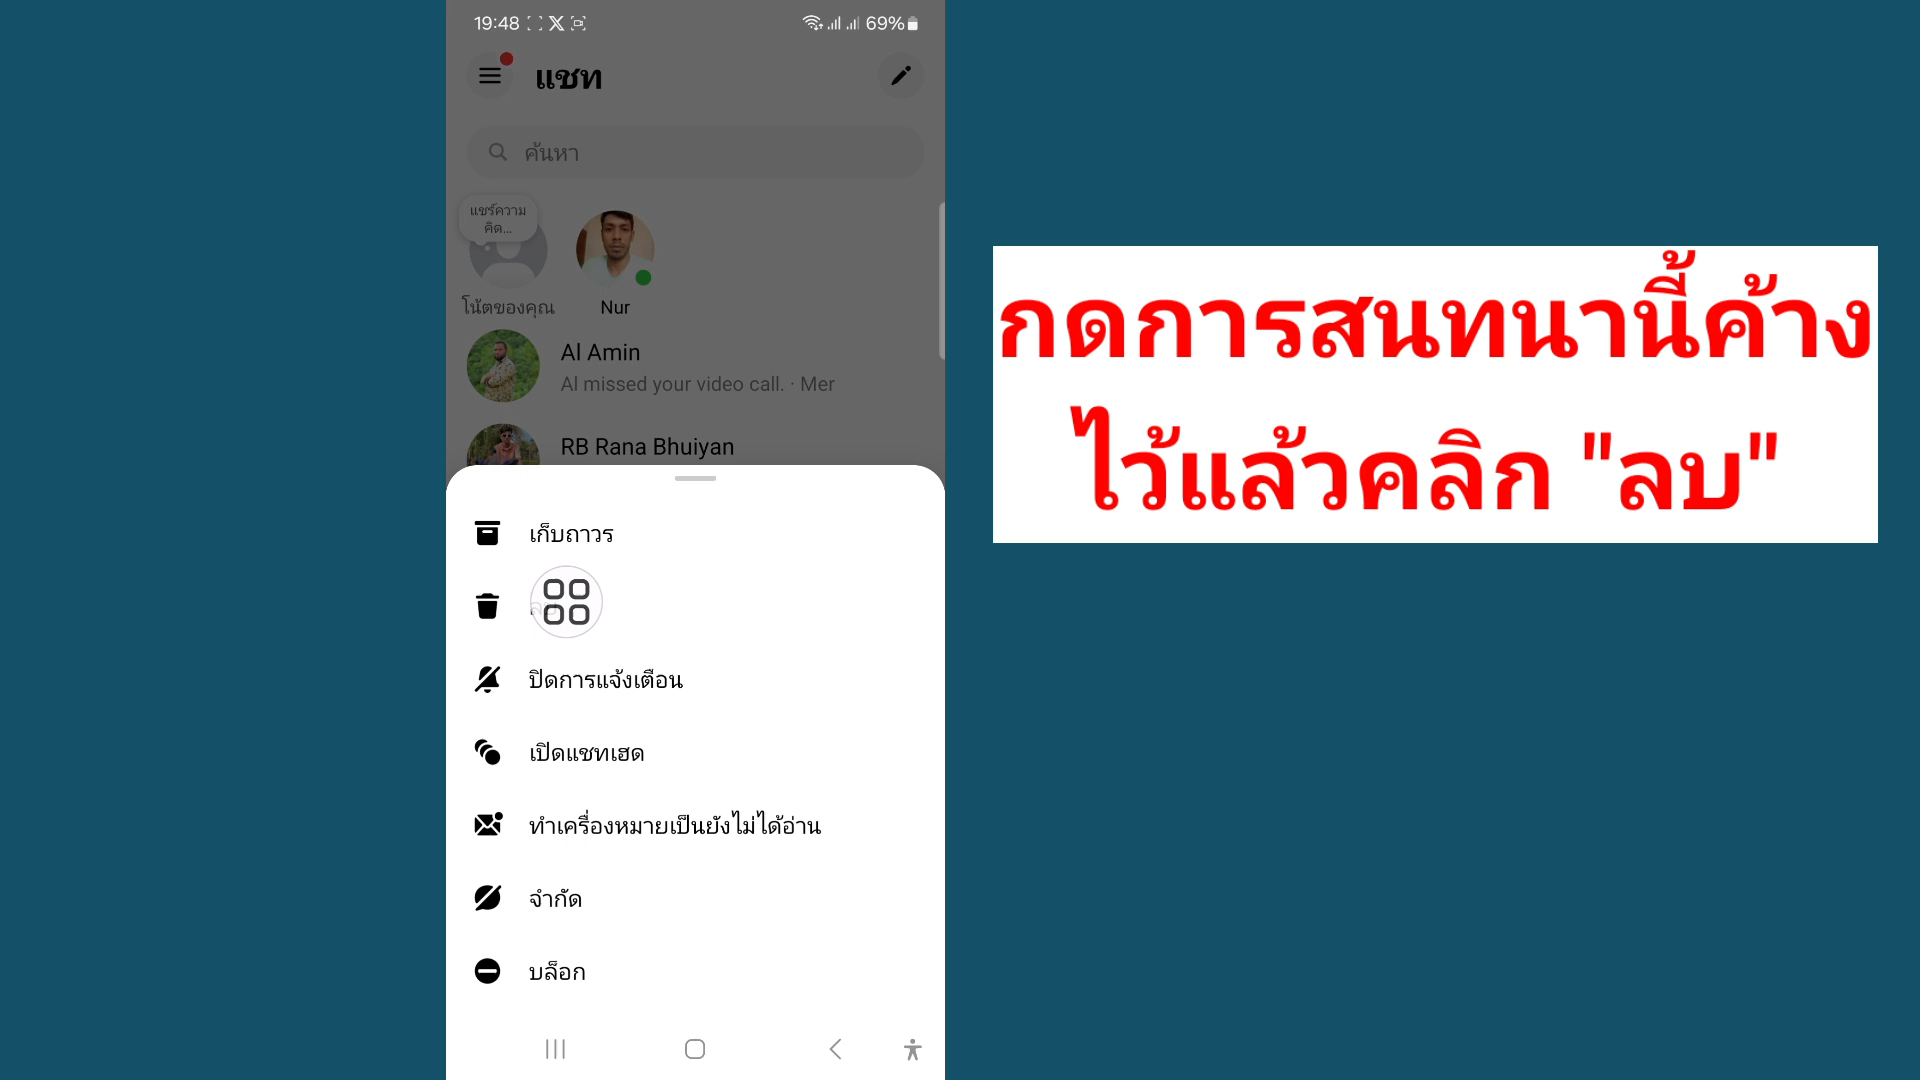 19:48
69%
แชท
ค้นหา
แชร์ความ
คิด...
โน้ตของคุณ
Nur
Al Amin
Al missed your video call. · Mer
RB Rana Bhuiyan
เก็บถาวร
ลบ
ปิดการแจ้งเตือน
เปิดแชทเฮด
ทำเครื่องหมายเป็นยังไม่ได้อ่าน
จำกัด
บล็อก
กดการสนทนานี้ค้าง
ไว้แล้วคลิก "ลบ"